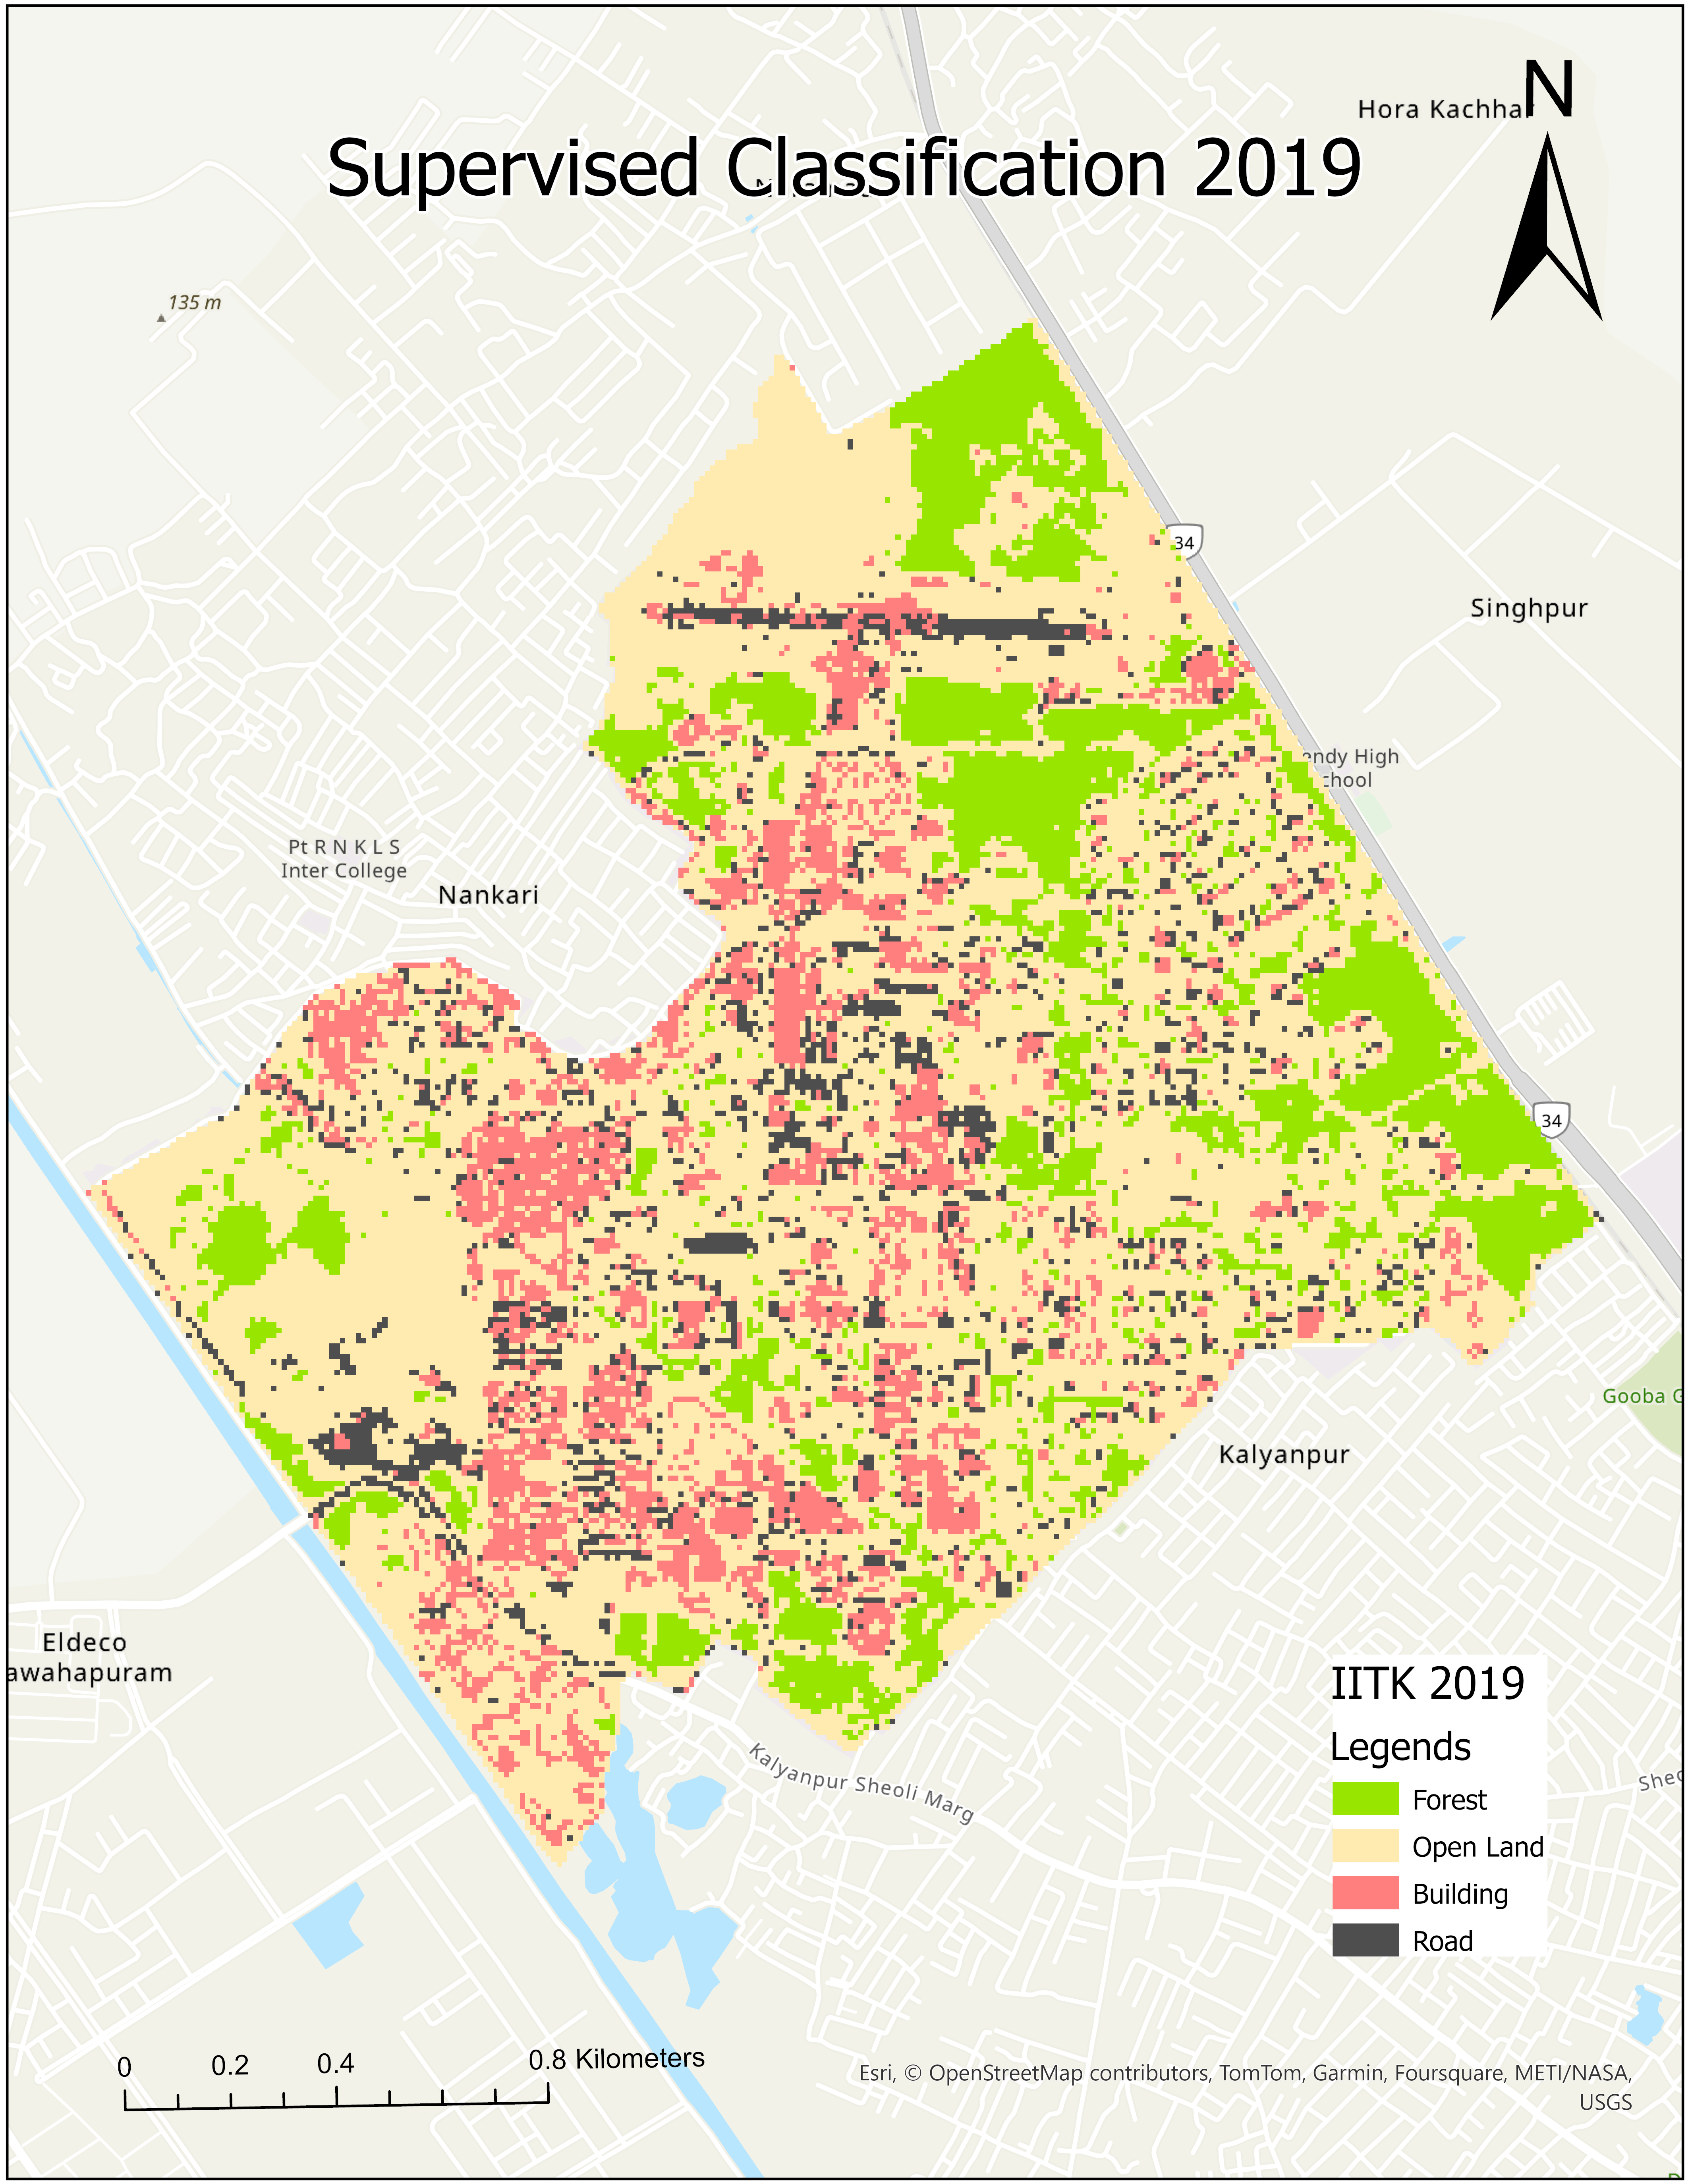 Hora Kachhar
N
Supervised Classification 2019
135 m
34
Singhpur
endy High
chool
Pt R N K L S
Inter College
Nankari
34
Gooba G
Kalyanpur
Eldeco
awahapuram
IITK 2019
Legends
Kalyanpur Sheoli Marg
Forest
Open Land
Building
Road
0 0.2 0.4 0.8 Kilometers
Esri, © OpenStreetMap contributors, TomTom, Garmin, Foursquare, METI/NASA,
USGS